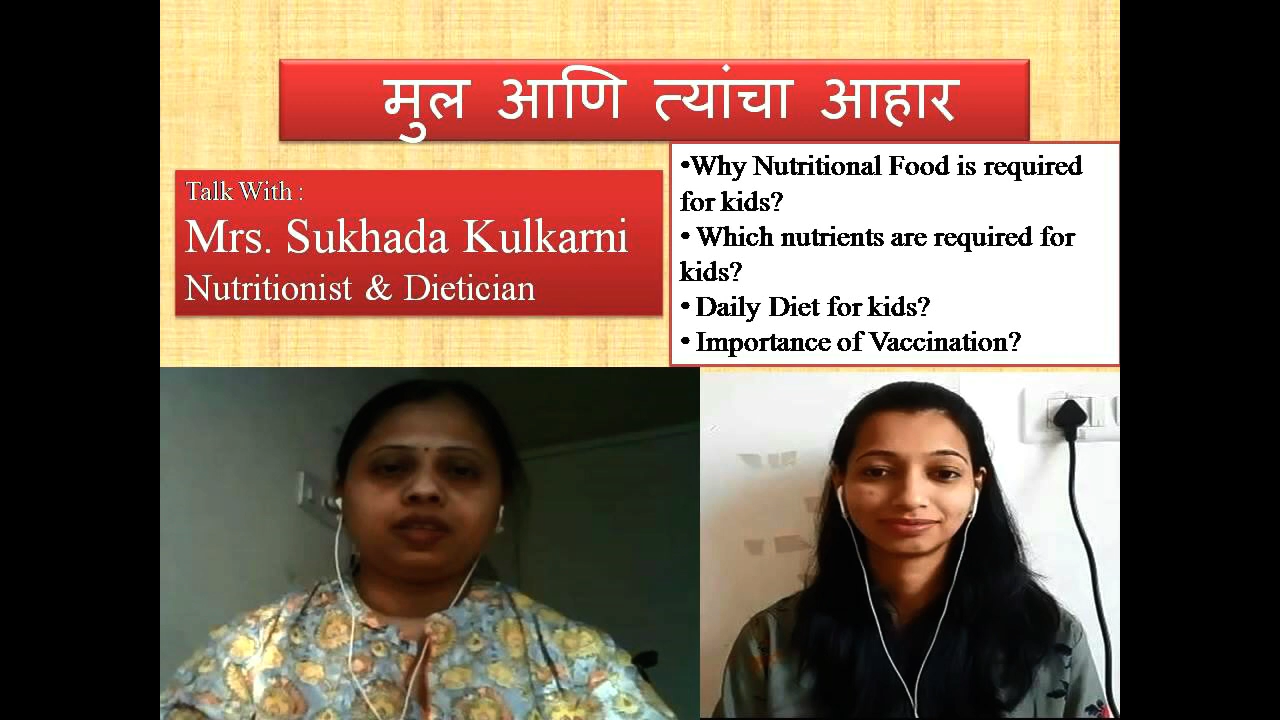 मुल आणि त्यांचा आहार
Talk With :
Mrs. Sukhada Kulkarni
Nutritionist & Dietician
•Why Nutritional Food is required
for kids?
• Which nutrients are required for
kids?
• Daily Diet for kids?
• Importance of Vaccination?